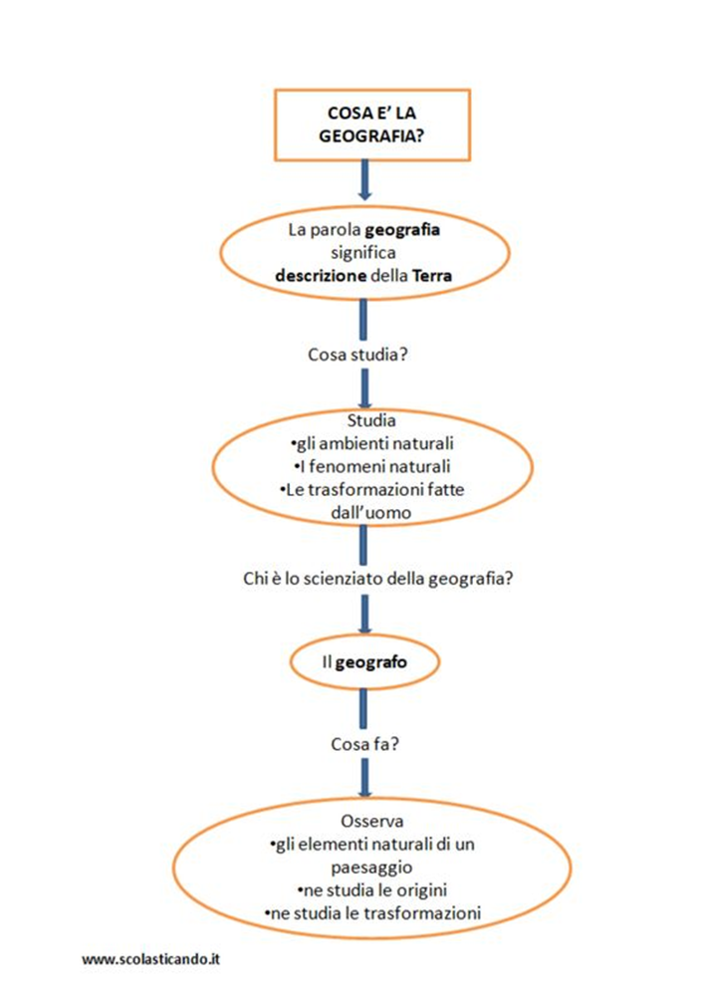 COSA E' LA
GEOGRAFIA?
La parola geografia
significa
descrizione della Terra
Cosa studia?
Studia
•gli ambienti naturali
•I fenomeni naturali
•Le trasformazioni fatte
dall'uomo
Chi è lo scienziato della geografia?
Il geografo
Cosa fa?
Osserva
•gli elementi naturali di un
paesaggio
•ne studia le origini
•ne studia le trasformazioni
www.scolasticando.it